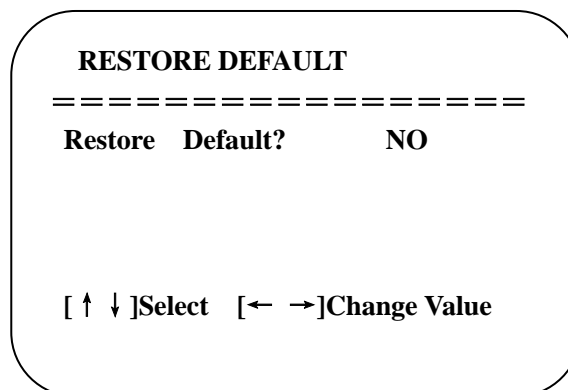 RESTORE DEFAULT
= = = = = = = = = = = = = = = = =
Restore Default? NO
[ ↑ ↓ ]Select [← →]Change Value